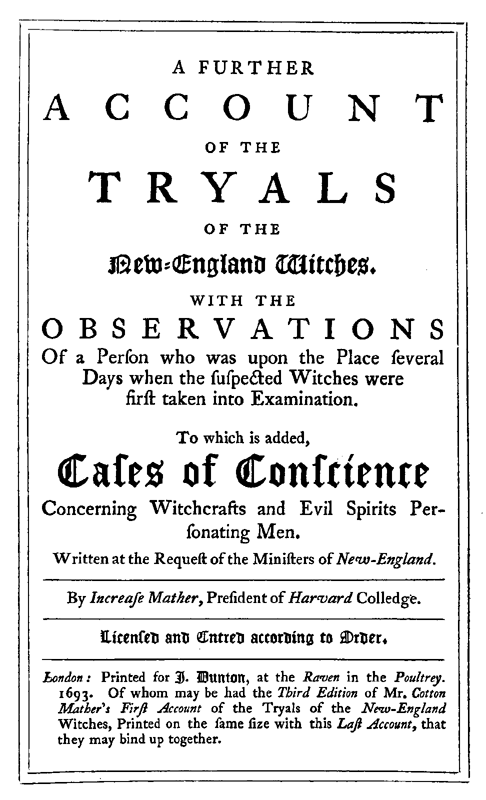 A FURTHER
ACCOUNT
OF THE
TRYALS
OF THE
New-England Witches.
WITH THE
OBSERVATIONS
Of a Perſon who was upon the Place ſeveral
Days when the ſuſpected Witches were
firſt taken into Examination.
To which is added,
Caſes of Conſcience
Concerning Witchcrafts and Evil Spirits Per-
ſonating Men.
Written at the Requeſt of the Miniſters of New-England.
By Increaſe Mather, Preſident of Harvard Colledge.
Licenſed and Entred according to Order.
London: Printed for J. Dunton, at the Raven in the Poultrey.
1693. Of whom may be had the Third Edition of Mr. Cotton
Mather's Firſt Account of the Tryals of the New-England
Witches, Printed on the ſame ſize with this Laſt Account, that
they may bind up together.